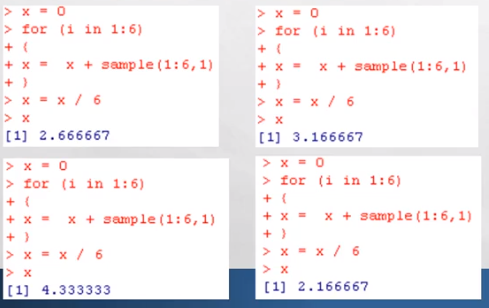 > x = 0
> for (i in 1:6)
+ {
+ x =  x + sample(1:6,1)
+ }
> x = x / 6
> x
[1] 2.666667
> x = 0
> for (i in 1:6)
+ {
+ x =  x + sample(1:6,1)
+ }
> x = x / 6
> x
[1] 3.166667
> x = 0
> for (i in 1:6)
+ {
+ x =  x + sample(1:6,1)
+ }
> x = x / 6
> x
[1] 4.333333
> x = 0
> for (i in 1:6)
+ {
+ x =  x + sample(1:6,1)
+ }
> x = x / 6
> x
[1] 2.166667